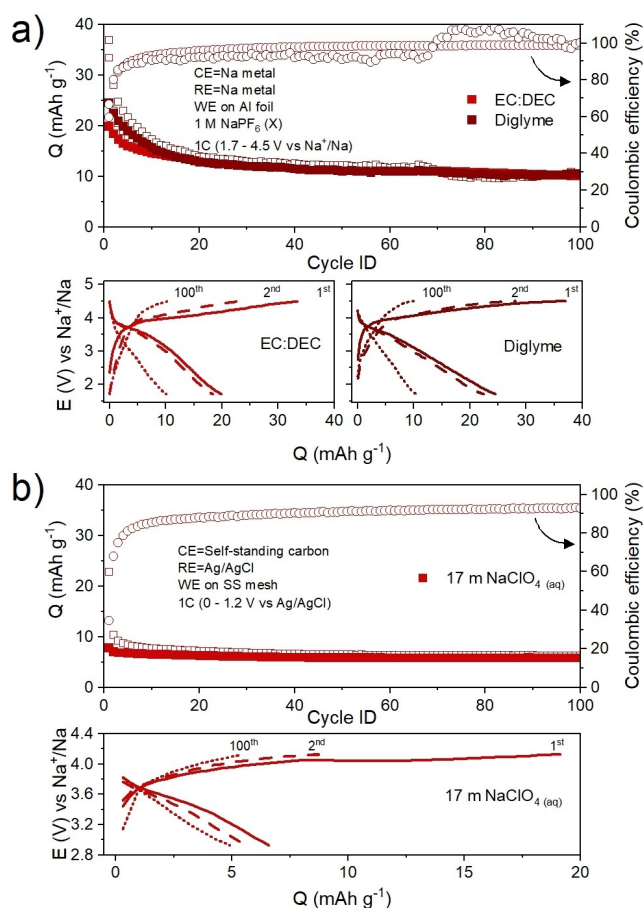 a)
40
30
20
10
0
Q (mAh g⁻¹)
100
80
60
40
20
0
Coulombic efficiency (%)
CE=Na metal
RE=Na metal
WE on Al foil
1 M NaPF₆ (X)
1C (1.7 - 4.5 V vs Na⁺/Na)
EC:DEC
Diglyme
0 20 40 60 80 100
Cycle ID
E (V) vs Na⁺/Na
5
4
3
2
100ᵗʰ 2ⁿᵈ 1ˢᵗ
EC:DEC
0 10 20 30 40
100ᵗʰ 2ⁿᵈ 1ˢᵗ
Diglyme
0 10 20 30 40
Q (mAh g⁻¹)
b)
40
30
20
10
0
Q (mAh g⁻¹)
100
80
60
40
20
0
Coulombic efficiency (%)
CE=Self-standing carbon
RE=Ag/AgCl
WE on SS mesh
1C (0 - 1.2 V vs Ag/AgCl)
17 m NaClO₄ (aq)
0 20 40 60 80 100
Cycle ID
E (V) vs Na⁺/Na
4.4
4.0
3.6
3.2
2.8
100ᵗʰ 2ⁿᵈ 1ˢᵗ
17 m NaClO₄ (aq)
0 5 10 15 20
Q (mAh g⁻¹)